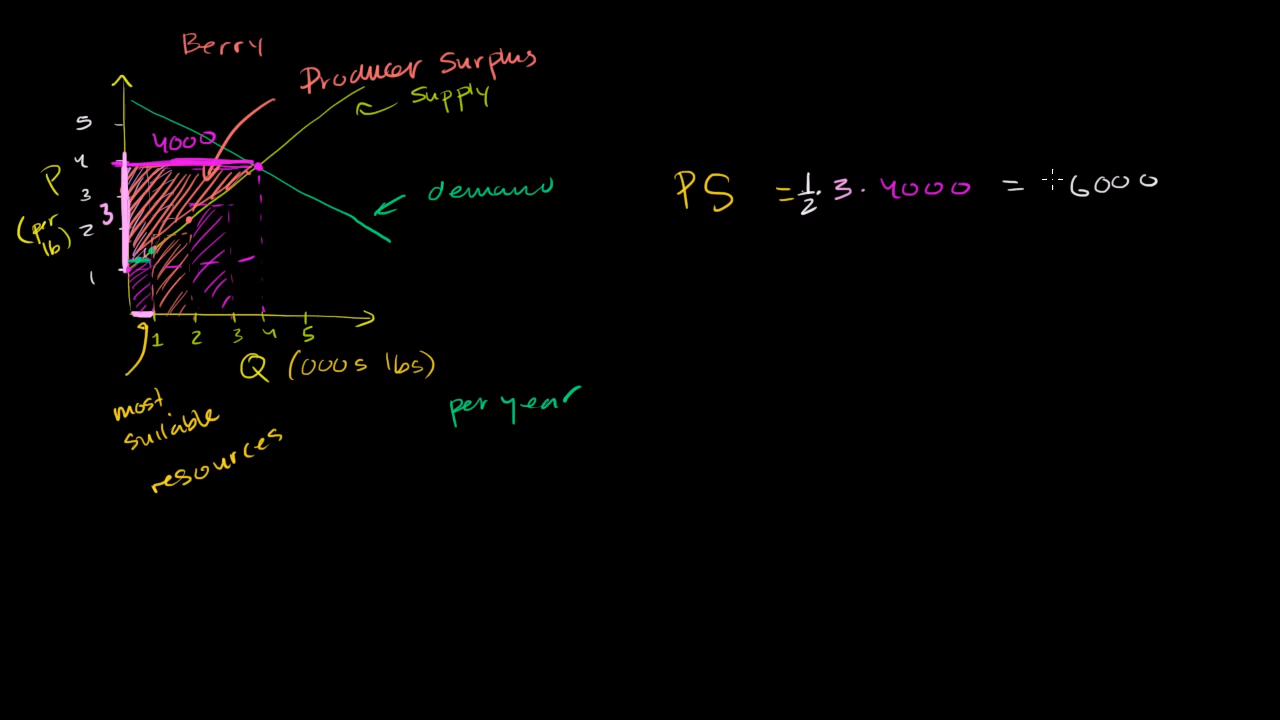 Berry
Producer Surplus
Supply
5
4000
4
P
3
3
(per lb)
2
1
demand
PS = 1/2 · 3 · 4000 = 6000
1 2 3 4 5
Q (000s lbs)
per year
most
suitable
resources